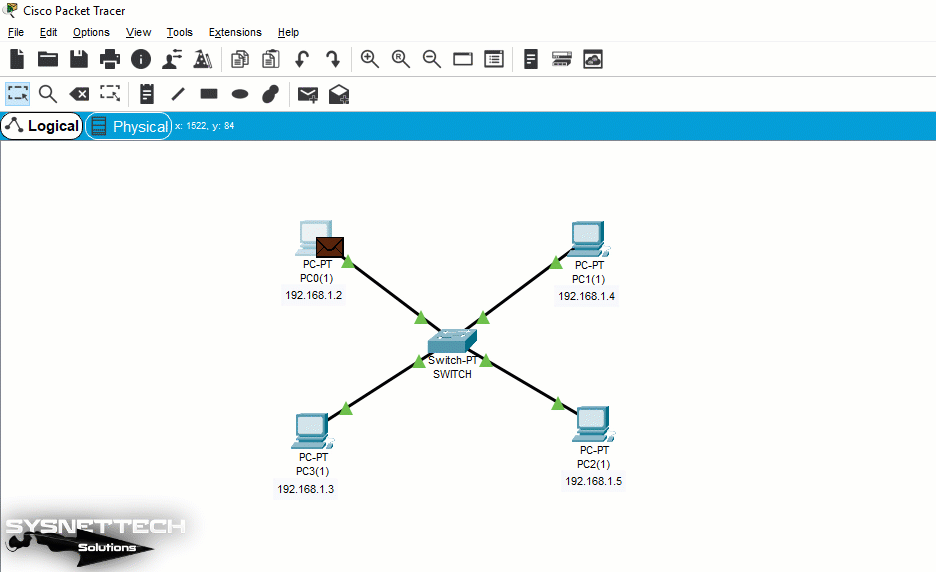 Cisco Packet Tracer
File Edit Options View Tools Extensions Help
Logical Physical x: 1522, y: 84
PC-PT
PC0(1)
192.168.1.2
PC-PT
PC1(1)
192.168.1.4
Switch-PT
SWITCH
PC-PT
PC3(1)
192.168.1.3
PC-PT
PC2(1)
192.168.1.5
SYSNETTECH
Solutions